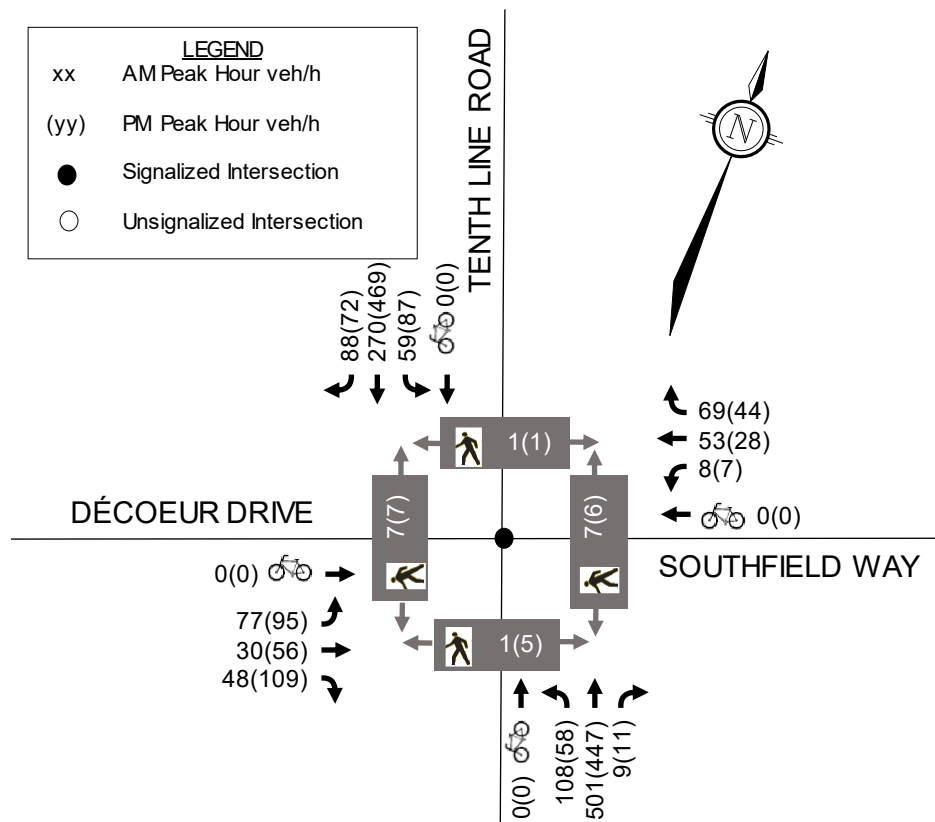 LEGEND
xx AM Peak Hour veh/h
(yy) PM Peak Hour veh/h
Signalized Intersection
Unsignalized Intersection
TENTH LINE ROAD
N
88(72)
270(469)
59(87)
0(0)
69(44)
53(28)
8(7)
0(0)
1(1)
7(7)
7(6)
1(5)
DÉCOEUR DRIVE
SOUTHFIELD WAY
0(0)
77(95)
30(56)
48(109)
0(0)
108(58)
501(447)
9(11)